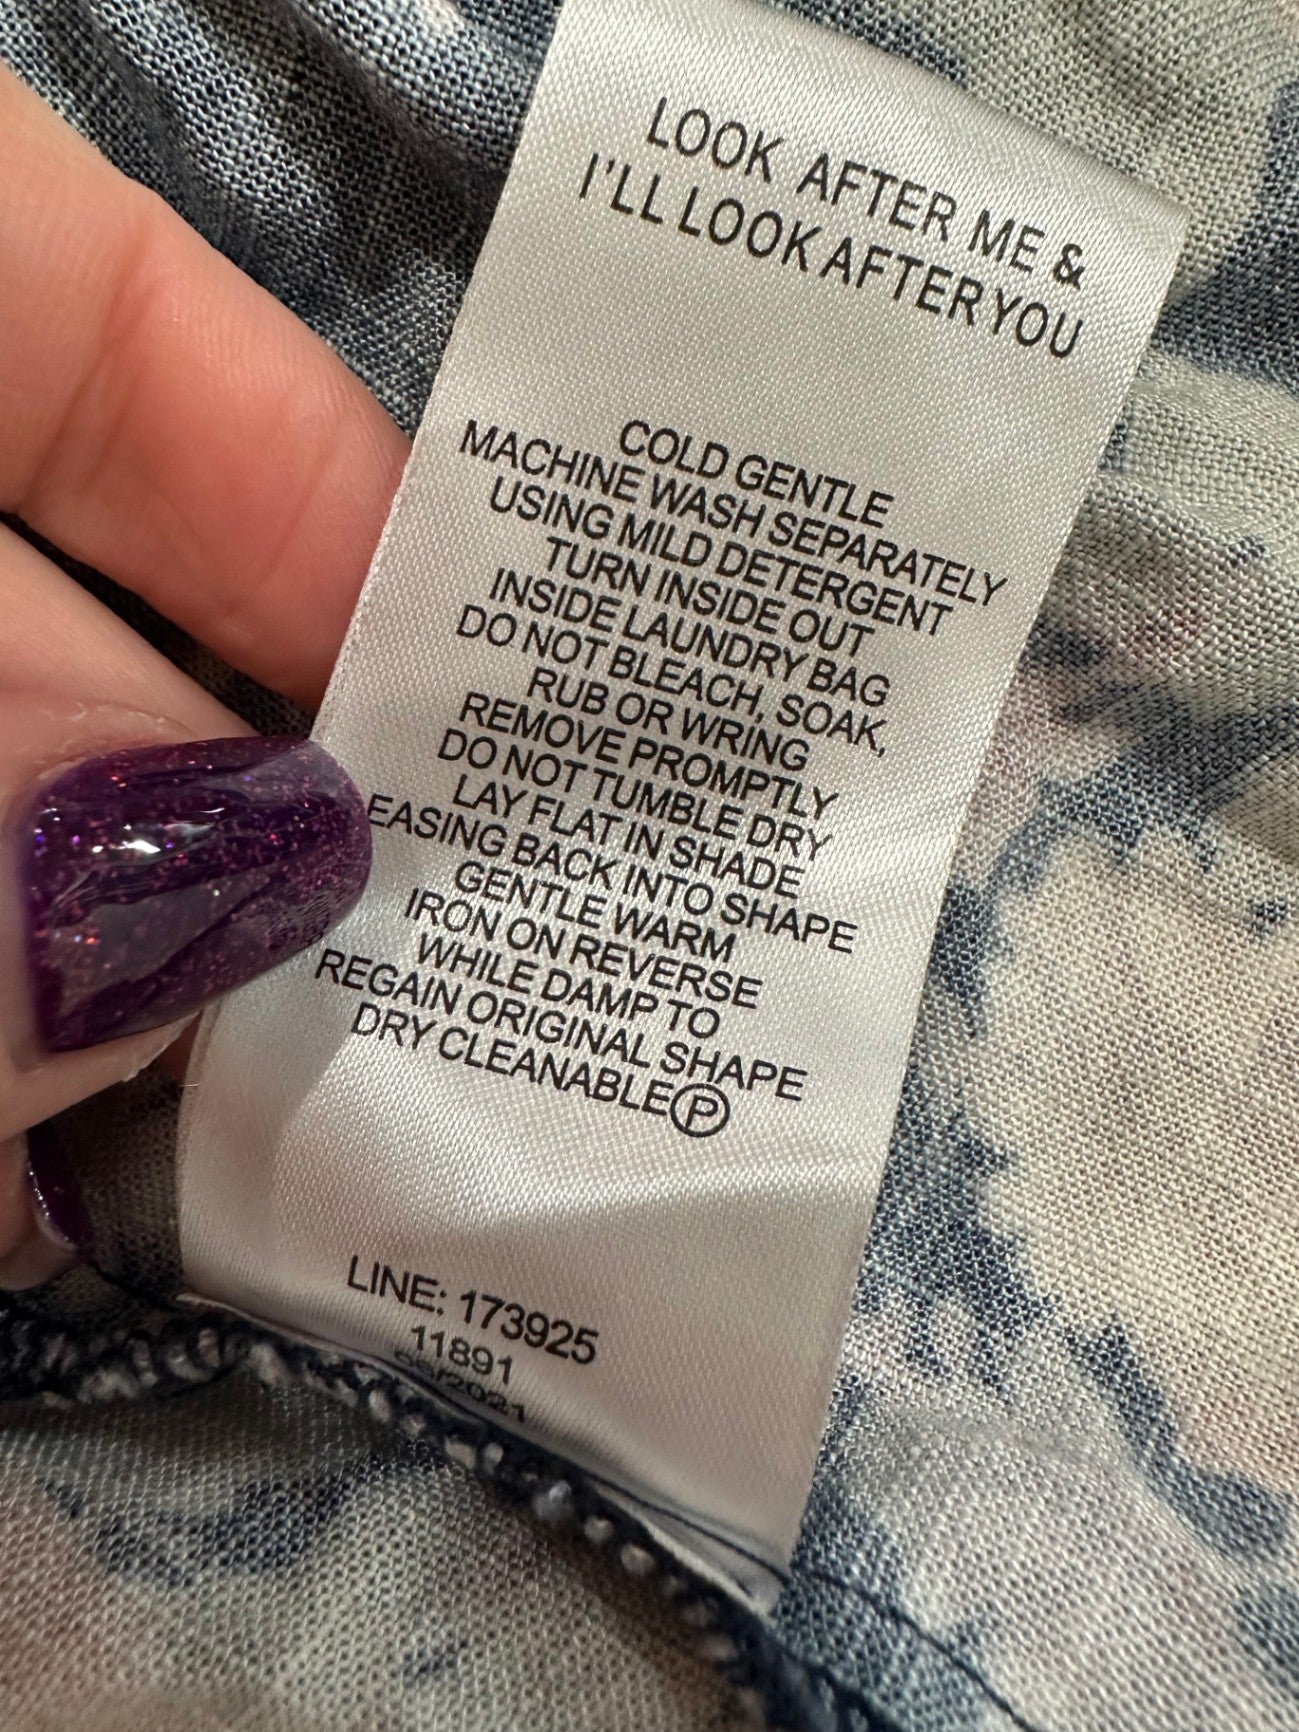 LOOK AFTER ME &
I'LL LOOK AFTER YOU
COLD GENTLE
MACHINE WASH SEPARATELY
USING MILD DETERGENT
TURN INSIDE OUT
INSIDE LAUNDRY BAG
DO NOT BLEACH, SOAK,
RUB OR WRING
REMOVE PROMPTLY
DO NOT TUMBLE DRY
LAY FLAT IN SHADE
EASING BACK INTO SHAPE
GENTLE WARM
IRON ON REVERSE
WHILE DAMP TO
REGAIN ORIGINAL SHAPE
DRY CLEANABLE Ⓟ
LINE: 173925
11891